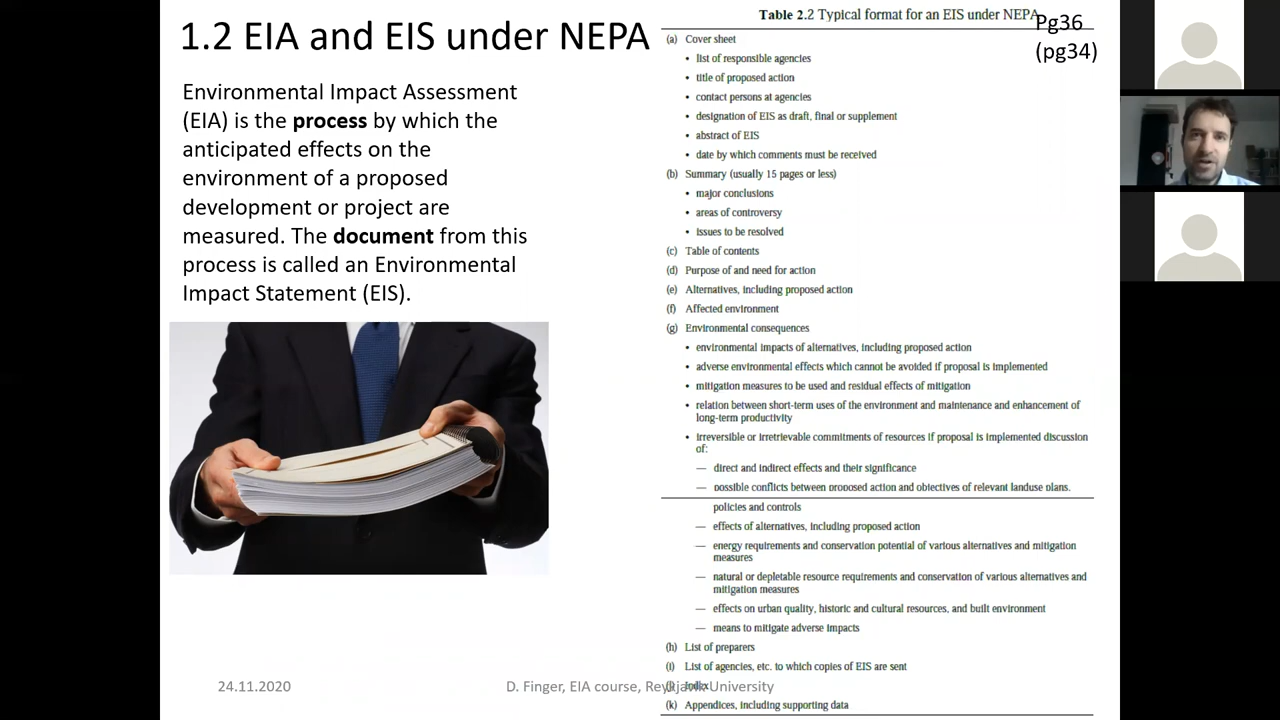 1.2 EIA and EIS under NEPA
Environmental Impact Assessment
(EIA) is the process by which the
anticipated effects on the
environment of a proposed
development or project are
measured. The document from this
process is called an Environmental
Impact Statement (EIS).
Table 2.2 Typical format for an EIS under NEPA
Pg36
(pg34)
(a) Cover sheet
• list of responsible agencies
• title of proposed action
• contact persons at agencies
• designation of EIS as draft, final or supplement
• abstract of EIS
• date by which comments must be received
(b) Summary (usually 15 pages or less)
• major conclusions
• areas of controversy
• issues to be resolved
(c) Table of contents
(d) Purpose of and need for action
(e) Alternatives, including proposed action
(f) Affected environment
(g) Environmental consequences
• environmental impacts of alternatives, including proposed action
• adverse environmental effects which cannot be avoided if proposal is implemented
• mitigation measures to be used and residual effects of mitigation
• relation between short-term uses of the environment and maintenance and enhancement of
long-term productivity
• irreversible or irretrievable commitments of resources if proposal is implemented discussion
of:
— direct and indirect effects and their significance
— possible conflicts between proposed action and objectives of relevant landuse plans,
policies and controls
— effects of alternatives, including proposed action
— energy requirements and conservation potential of various alternatives and mitigation
measures
— natural or depletable resource requirements and conservation of various alternatives and
mitigation measures
— effects on urban quality, historic and cultural resources, and built environment
— means to mitigate adverse impacts
(h) List of preparers
(i) List of agencies, etc. to which copies of EIS are sent
(j) Index
(k) Appendices, including supporting data
24.11.2020
D. Finger, EIA course, Reykjavik University